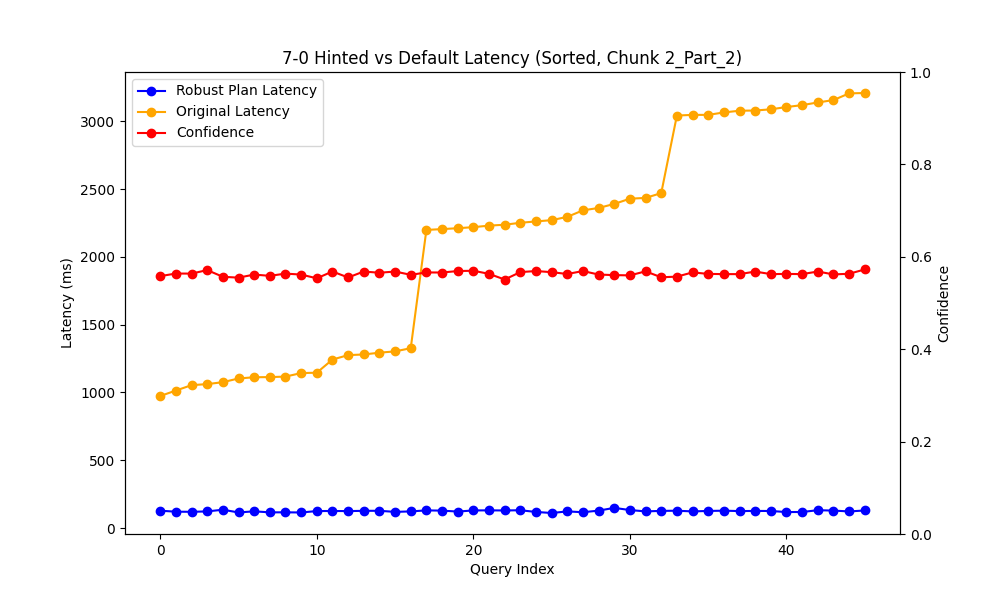 7-0 Hinted vs Default Latency (Sorted, Chunk 2_Part_2)
Robust Plan Latency
Original Latency
Confidence
Latency (ms)
3000
2500
2000
1500
1000
500
0
1.0
0.8
0.6
0.4
0.2
0.0
Confidence
0
10
20
30
40
Query Index